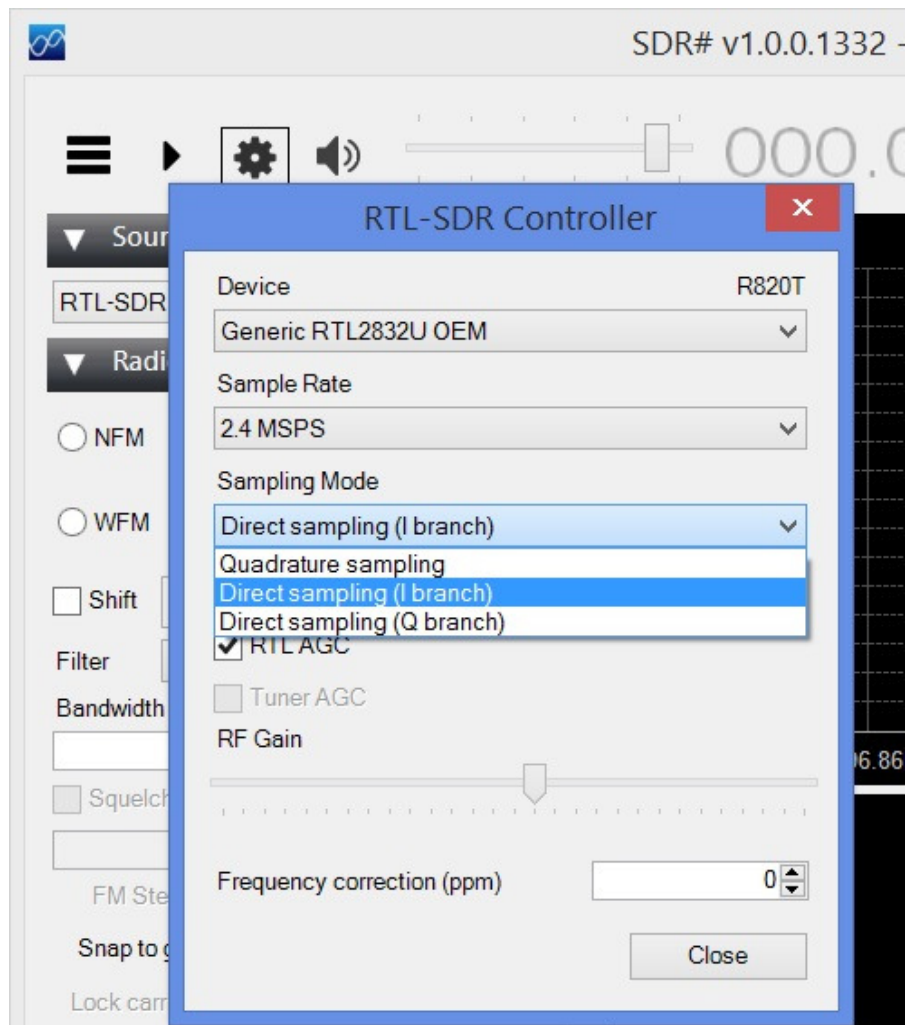 SDR# v1.0.0.1332 -
000.0
RTL-SDR Controller
Sour
Device R820T
RTL-SDR
Generic RTL2832U OEM
Radi
Sample Rate
NFM
2.4 MSPS
Sampling Mode
WFM
Direct sampling (I branch)
Quadrature sampling
Direct sampling (I branch)
Shift
Direct sampling (Q branch)
RTL AGC
Filter
Tuner AGC
Bandwidth
RF Gain
6.86
Squelch
Frequency correction (ppm) 0
FM Ste
Snap to g
Close
Lock carr